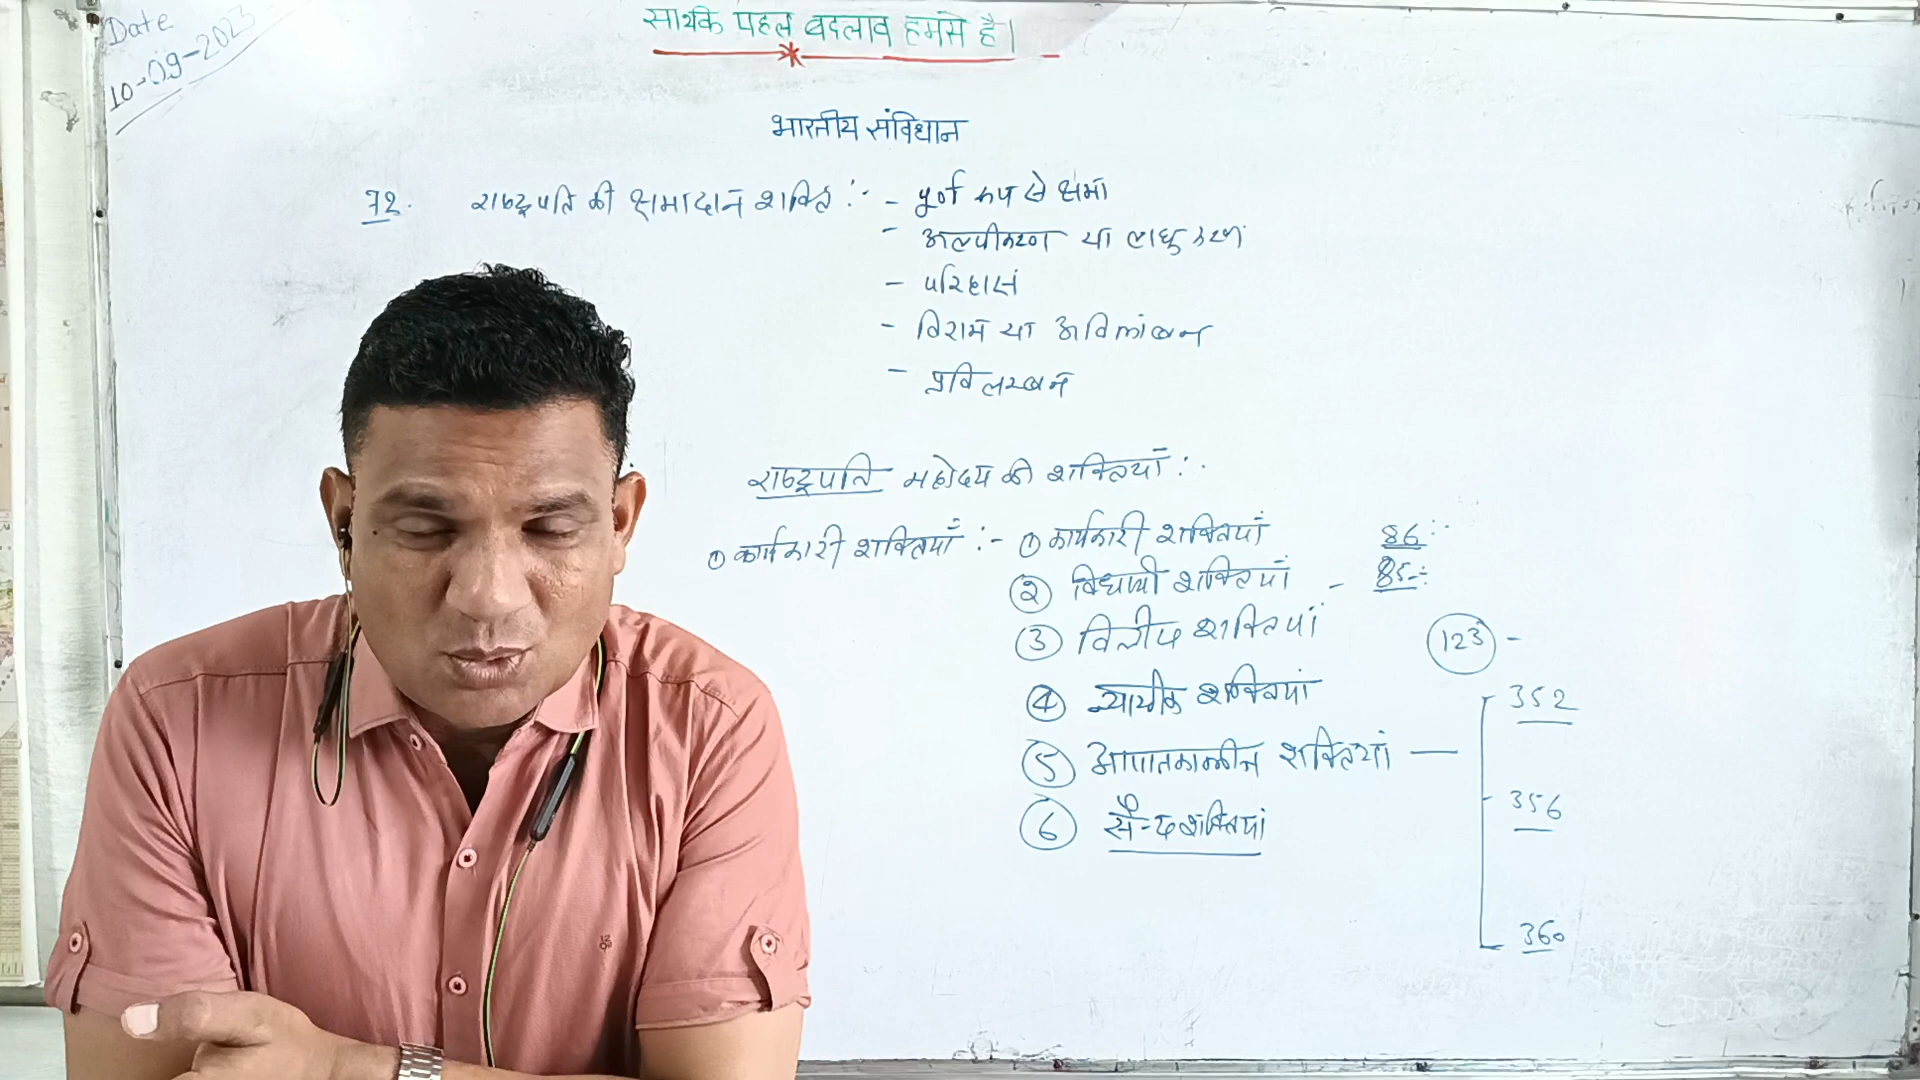 Date
10-09-2023
सार्थक पहल बदलाव हमसे है।
भारतीय संविधान
72. राष्ट्रपति की क्षमादान शक्ति :- - पूर्ण रूप से क्षमा
- अल्पीकरण या लघुकरण
- परिहास
- विराम या अविलंबन
- प्रविलम्बन
राष्ट्रपति महोदय की शक्तियाँ :-
① कार्यकारी शक्तियाँ :- ① कार्यकारी शक्तियां 86 :-
② विधायी शक्तियाँ - 85 :-
③ वित्तीय शक्तियां
123 -
④ न्यायीक शक्तियां
⑤ आपातकालीन शक्तियां —
352
356
360
⑥ सैन्य शक्तियां